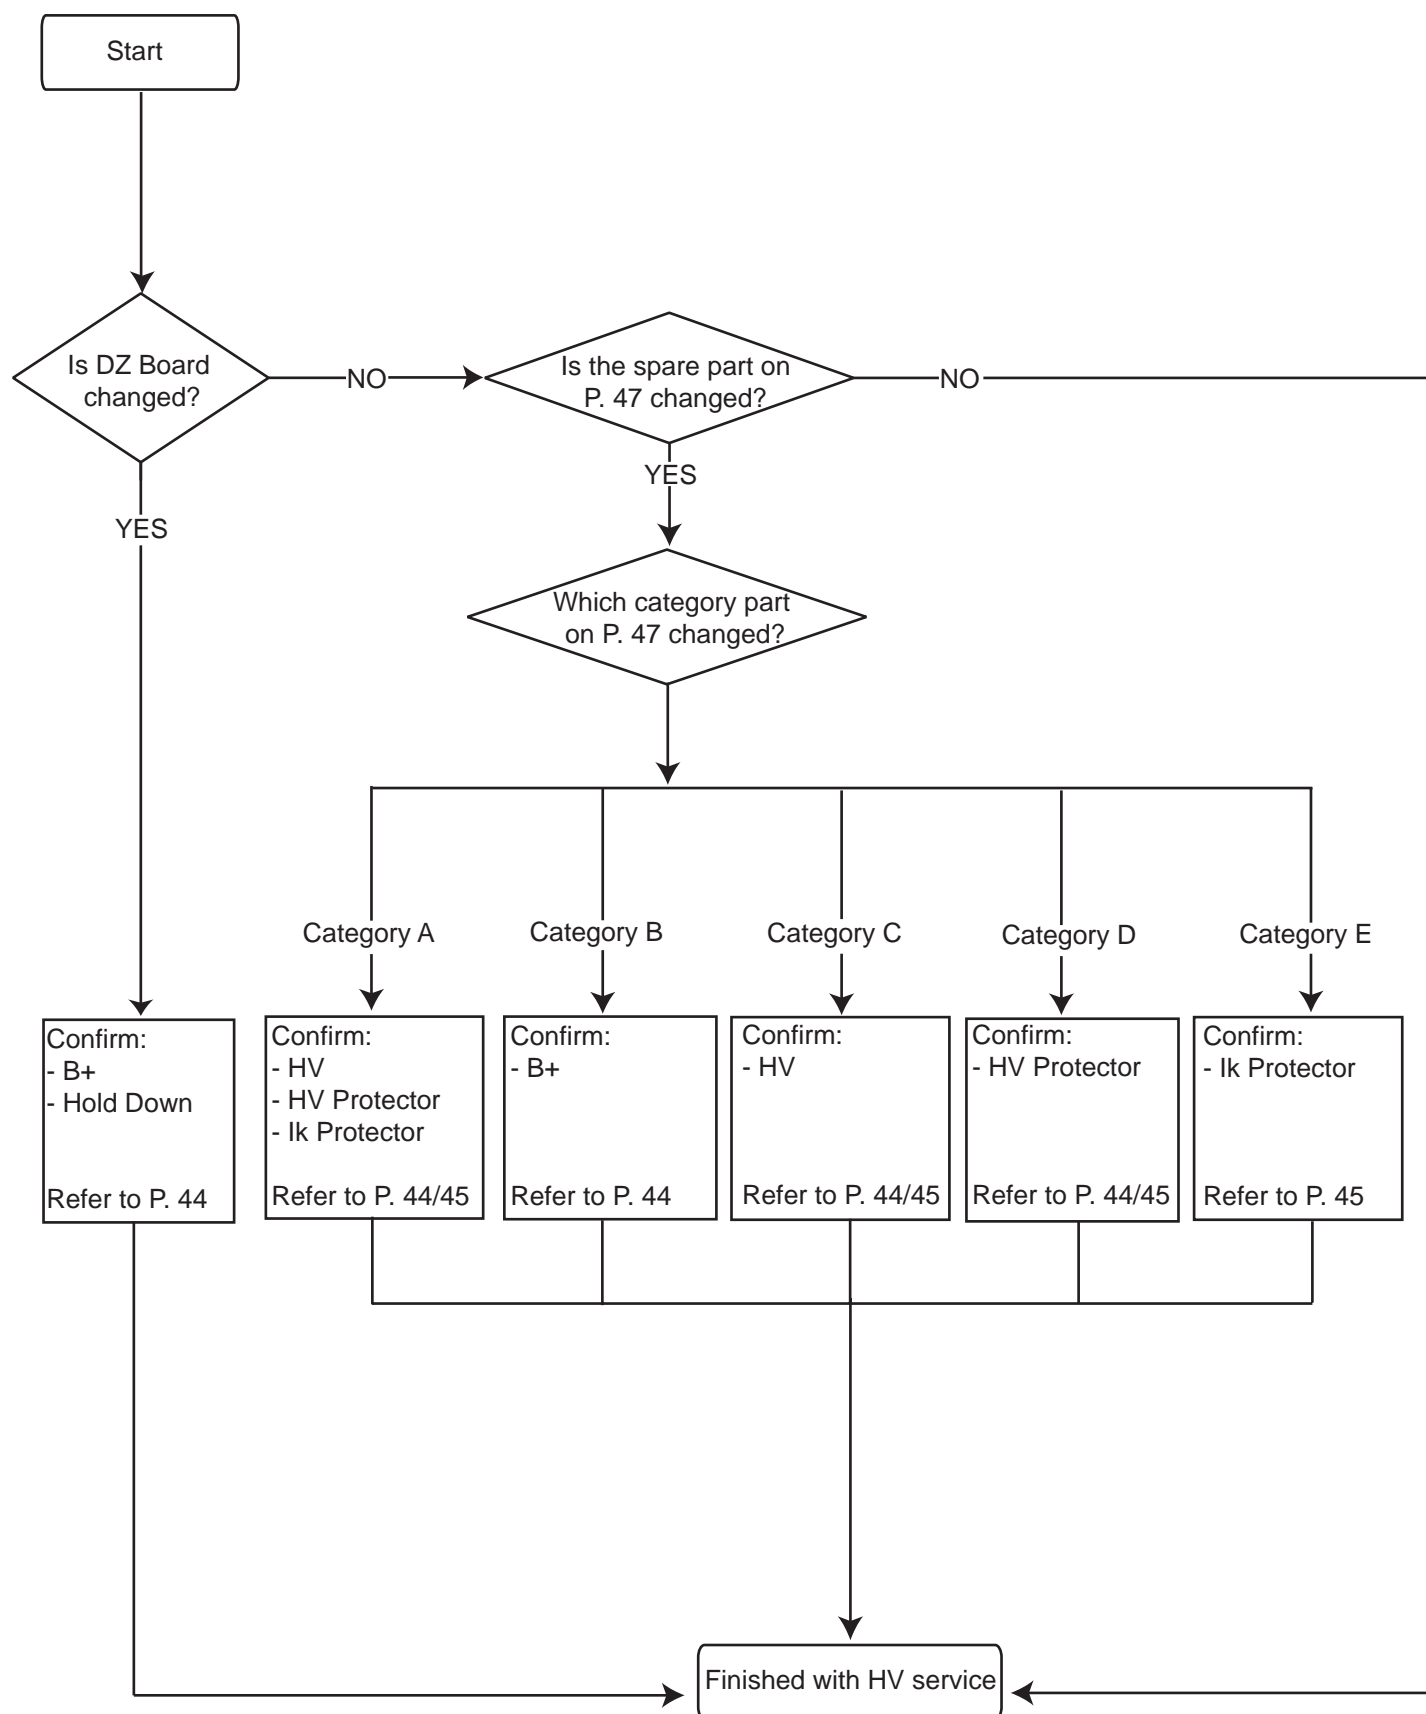 Start
Is DZ Board
changed?
NO
Is the spare part on
P. 47 changed?
NO
YES
YES
Which category part
on P. 47 changed?
Category A
Category B
Category C
Category D
Category E
Confirm:
- B+
- Hold Down
Refer to P. 44
Confirm:
- HV
- HV Protector
- Ik Protector
Refer to P. 44/45
Confirm:
- B+
Refer to P. 44
Confirm:
- HV
Refer to P. 44/45
Confirm:
- HV Protector
Refer to P. 44/45
Confirm:
- Ik Protector
Refer to P. 45
Finished with HV service